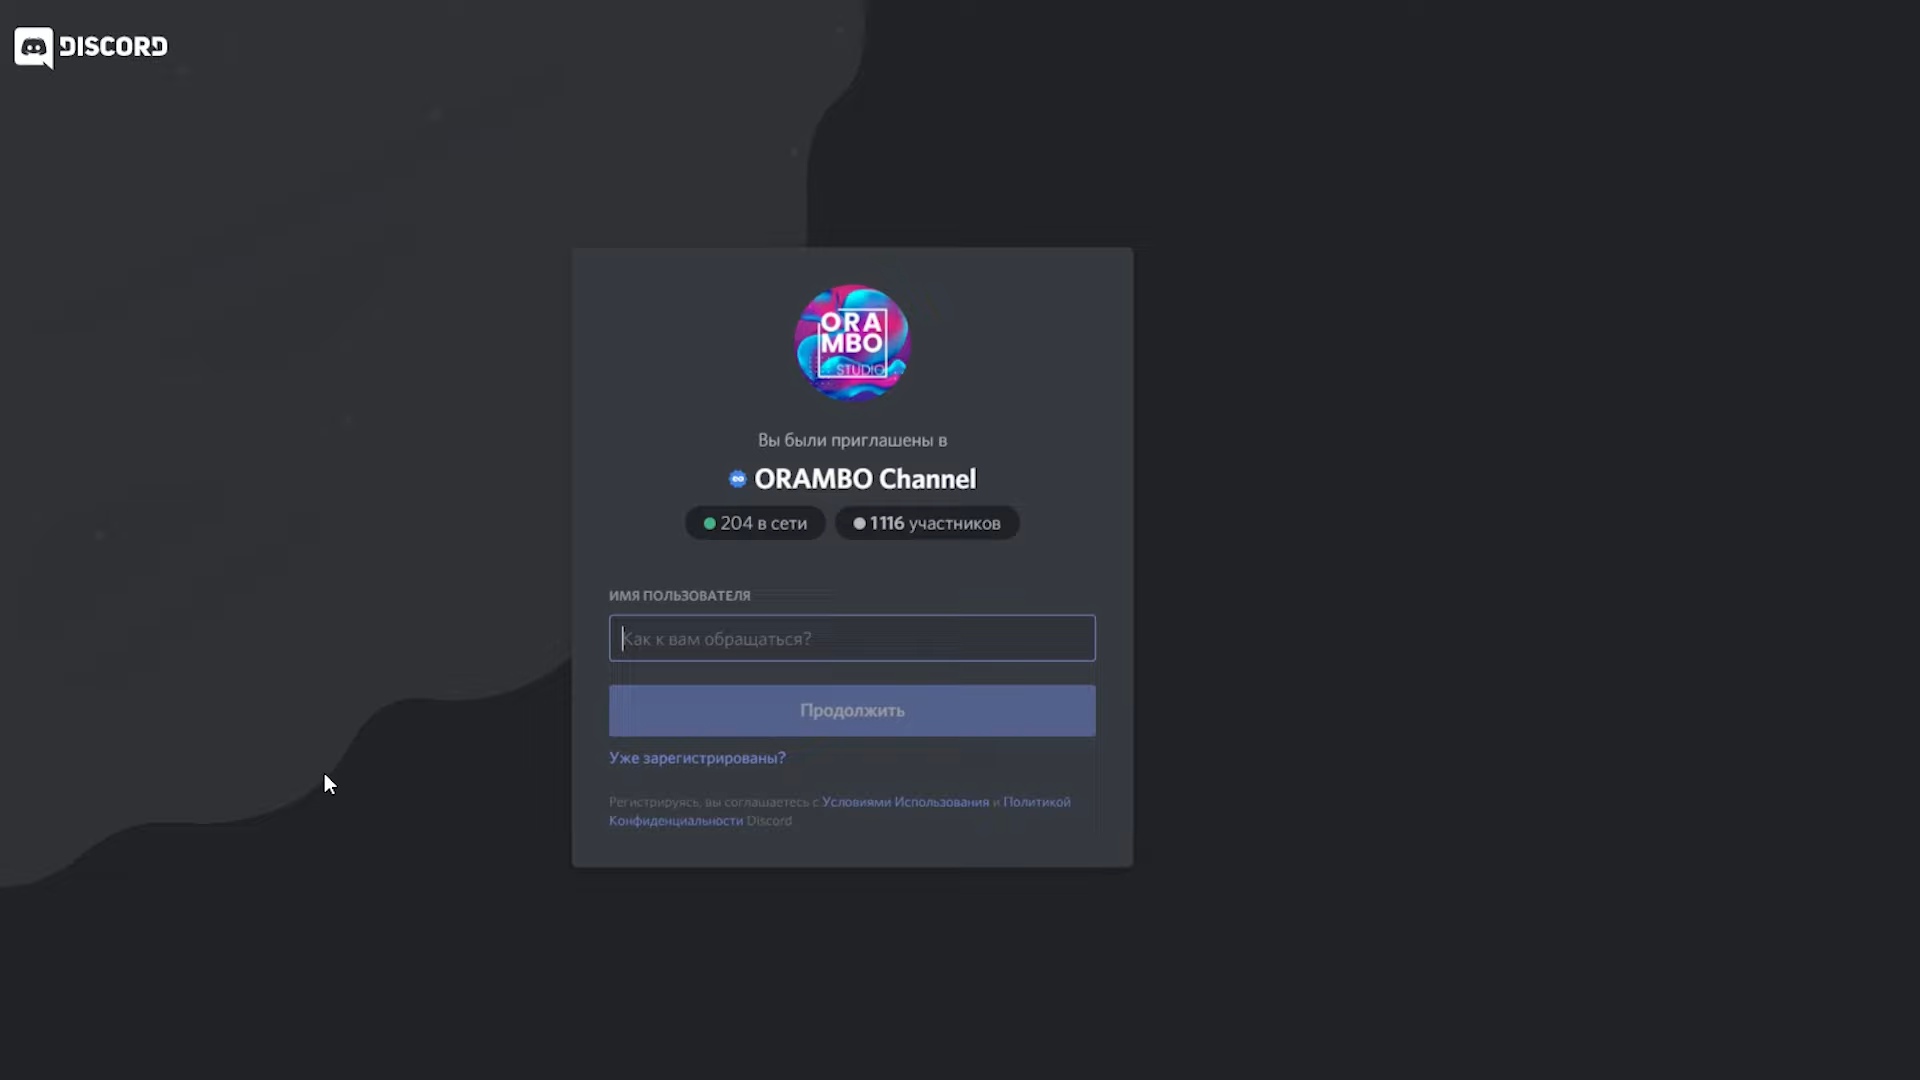 DISCORD
ORA
MBO
STUDIO
Вы были приглашены в
ORAMBO Channel
204 в сети
1116 участников
ИМЯ ПОЛЬЗОВАТЕЛЯ
Как к вам обращаться?
Продолжить
Уже зарегистрированы?
Регистрируясь, вы соглашаетесь с Условиями Использования и Политикой
Конфиденциальности Discord